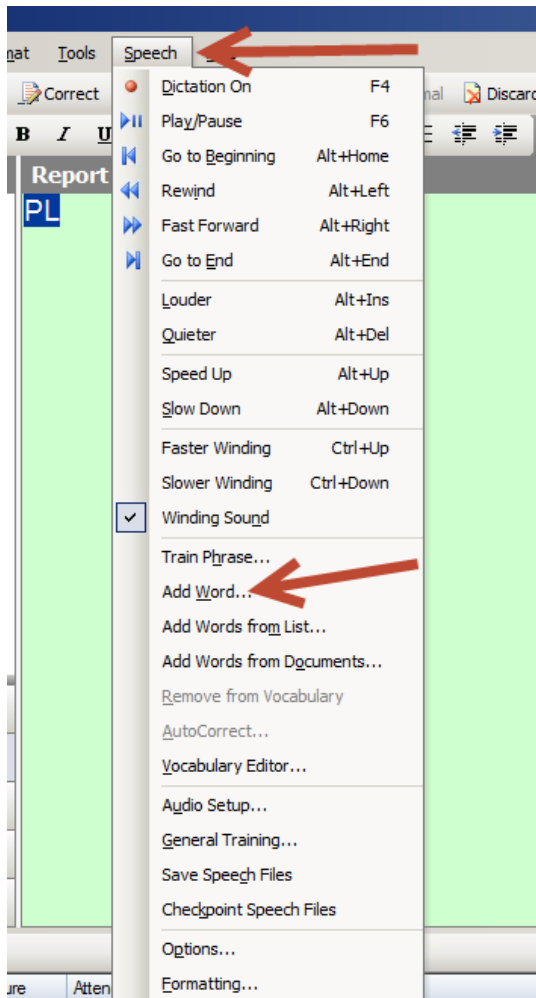 Tools Speech
Correct Discard
B I U
Report
PL
Dictation On F4
Play/Pause F6
Go to Beginning Alt+Home
Rewind Alt+Left
Fast Forward Alt+Right
Go to End Alt+End
Louder Alt+Ins
Quieter Alt+Del
Speed Up Alt+Up
Slow Down Alt+Down
Faster Winding Ctrl+Up
Slower Winding Ctrl+Down
Winding Sound
Train Phrase...
Add Word...
Add Words from List...
Add Words from Documents...
Remove from Vocabulary
AutoCorrect...
Vocabulary Editor...
Audio Setup...
General Training...
Save Speech Files
Checkpoint Speech Files
Options...
Formatting...